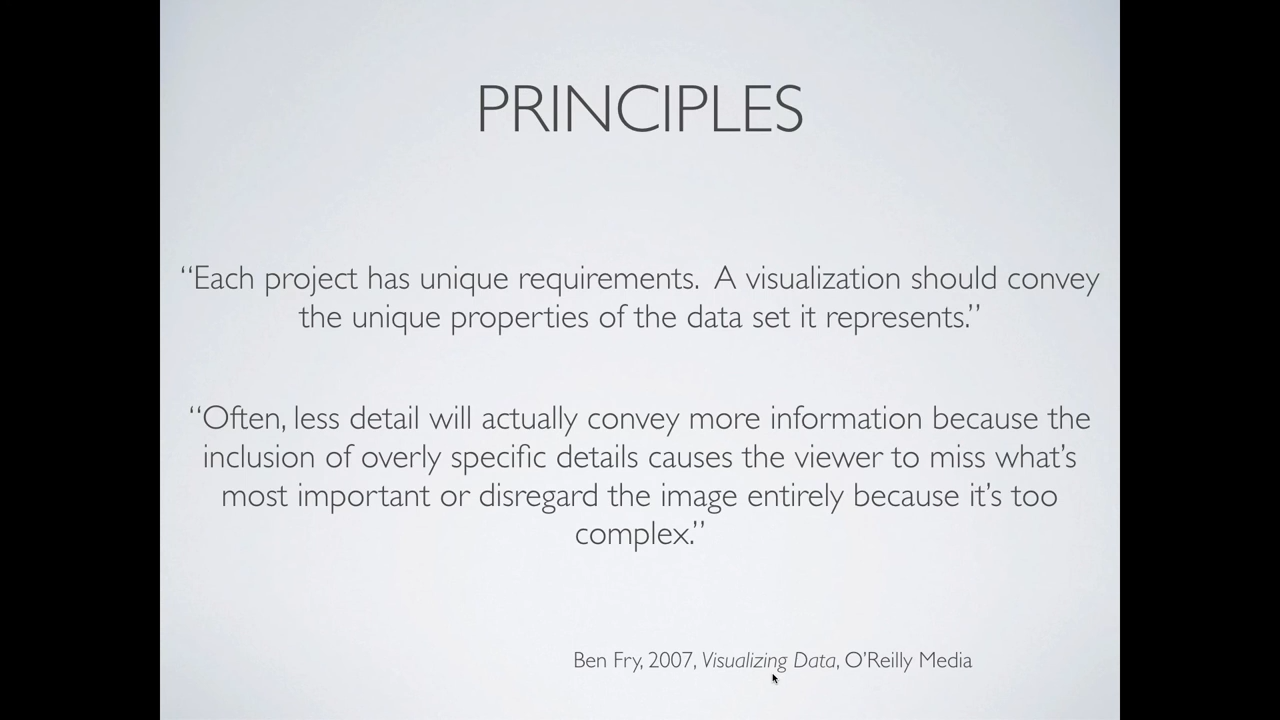 PRINCIPLES
“Each project has unique requirements.  A visualization should convey
the unique properties of the data set it represents.”
“Often, less detail will actually convey more information because the
inclusion of overly specific details causes the viewer to miss what’s
most important or disregard the image entirely because it’s too
complex.”
Ben Fry, 2007, Visualizing Data, O’Reilly Media